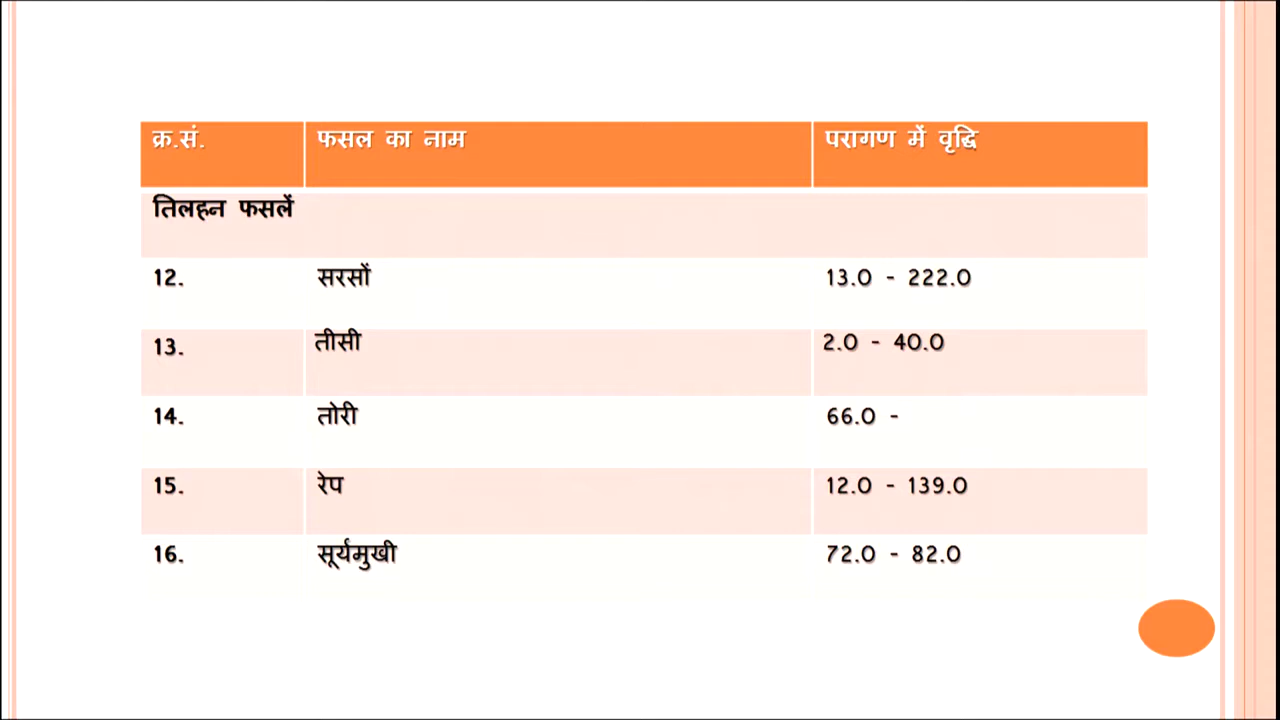 क्र.सं. फसल का नाम परागण में वृद्धि
तिलहन फसलें
12. सरसों 13.0 - 222.0
13. तीसी 2.0 - 40.0
14. तोरी 66.0 -
15. रेप 12.0 - 139.0
16. सूर्यमुखी 72.0 - 82.0